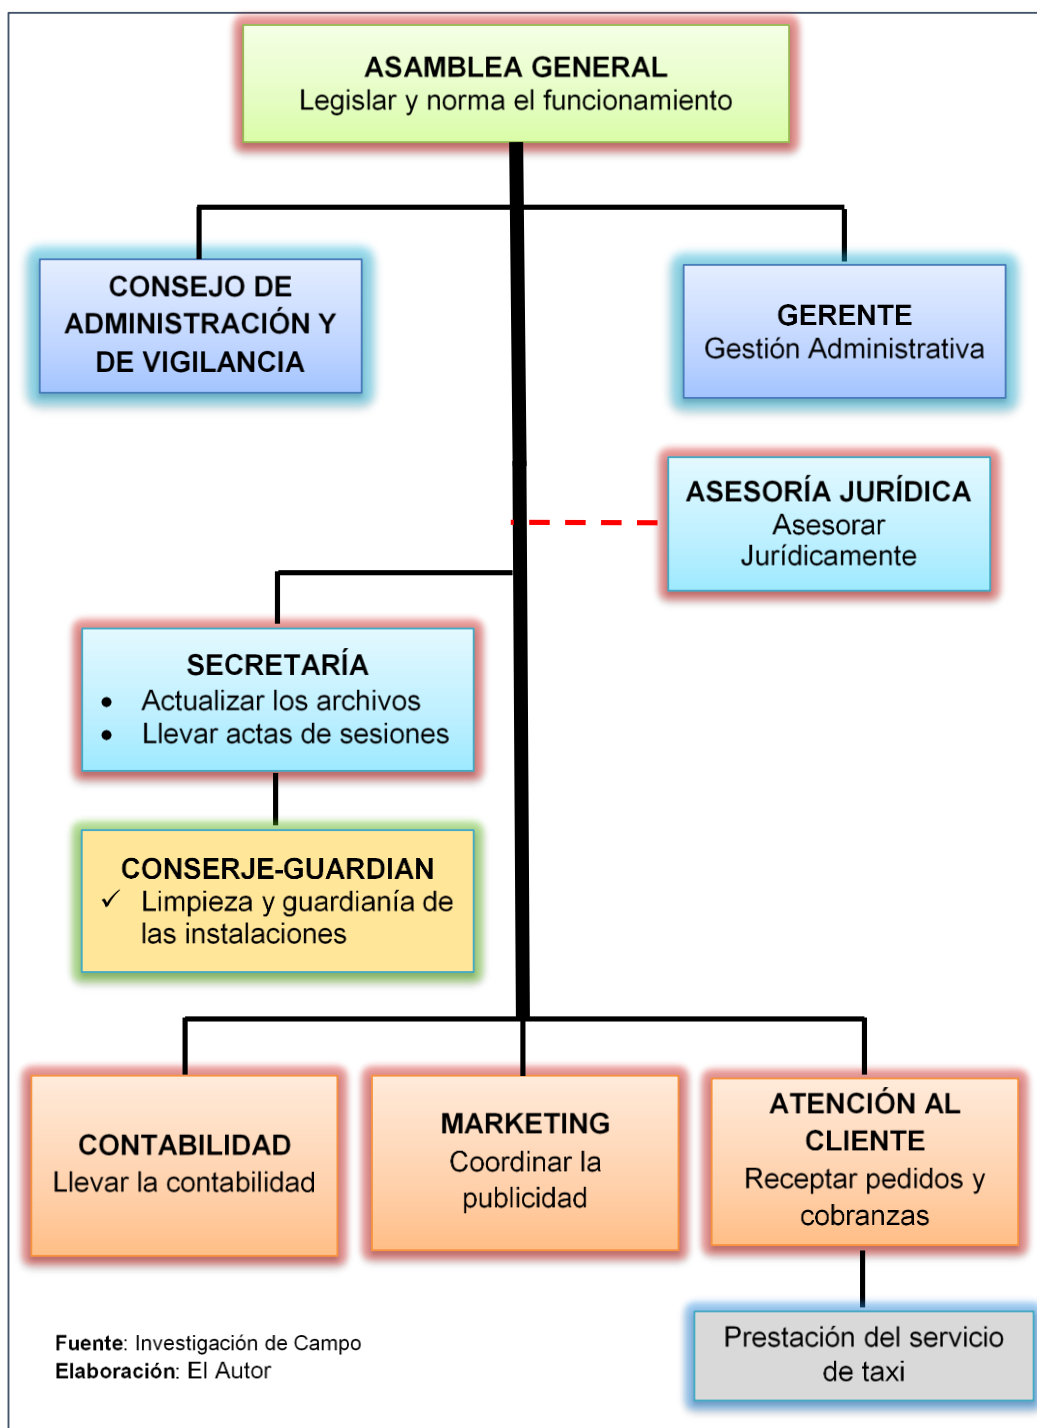 ASAMBLEA GENERAL
Legislar y norma el funcionamiento
CONSEJO DE
ADMINISTRACIÓN Y
DE VIGILANCIA
GERENTE
Gestión Administrativa
ASESORÍA JURÍDICA
Asesorar
Jurídicamente
SECRETARÍA
• Actualizar los archivos
• Llevar actas de sesiones
CONSERJE-GUARDIAN
✓ Limpieza y guardianía de
las instalaciones
CONTABILIDAD
Llevar la contabilidad
MARKETING
Coordinar la
publicidad
ATENCIÓN AL
CLIENTE
Receptar pedidos y
cobranzas
Prestación del servicio
de taxi
Fuente: Investigación de Campo
Elaboración: El Autor